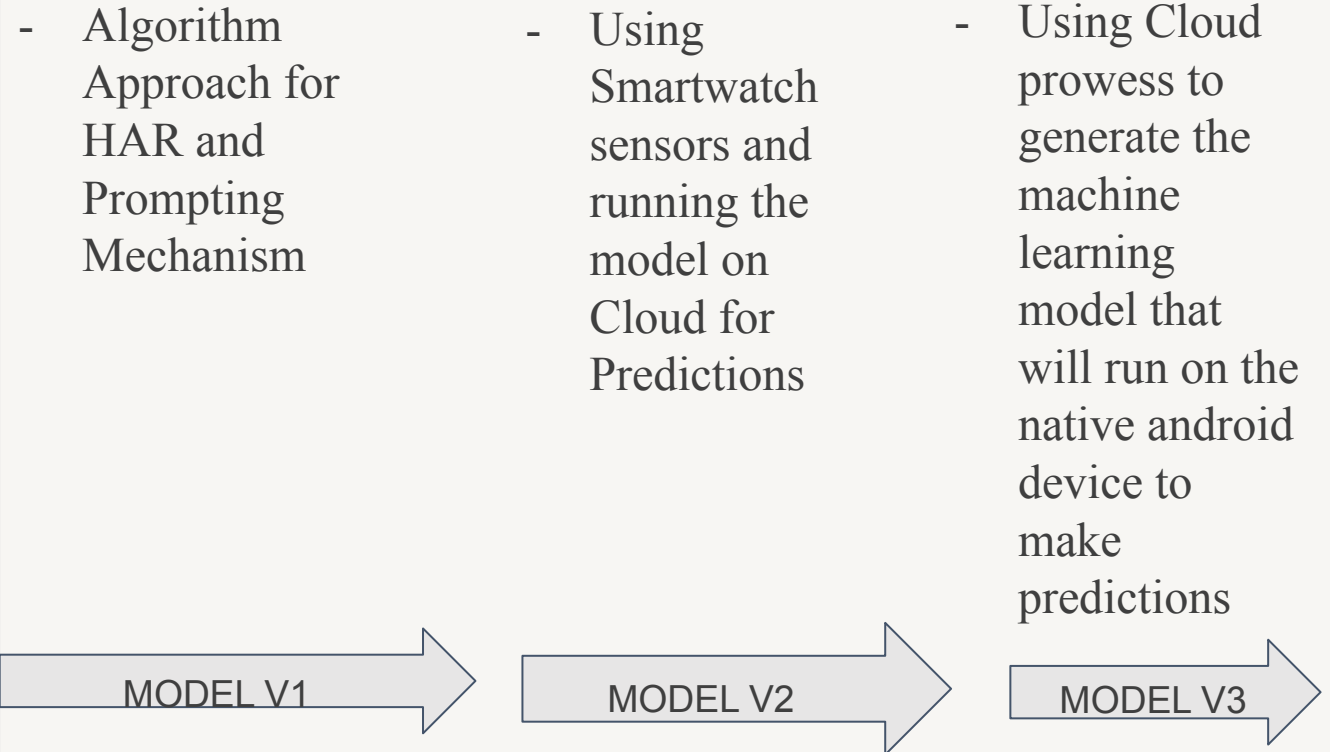 - Algorithm
Approach for
HAR and
Prompting
Mechanism
- Using
Smartwatch
sensors and
running the
model on
Cloud for
Predictions
- Using Cloud
prowess to
generate the
machine
learning
model that
will run on the
native android
device to
make
predictions
MODEL V1
MODEL V2
MODEL V3